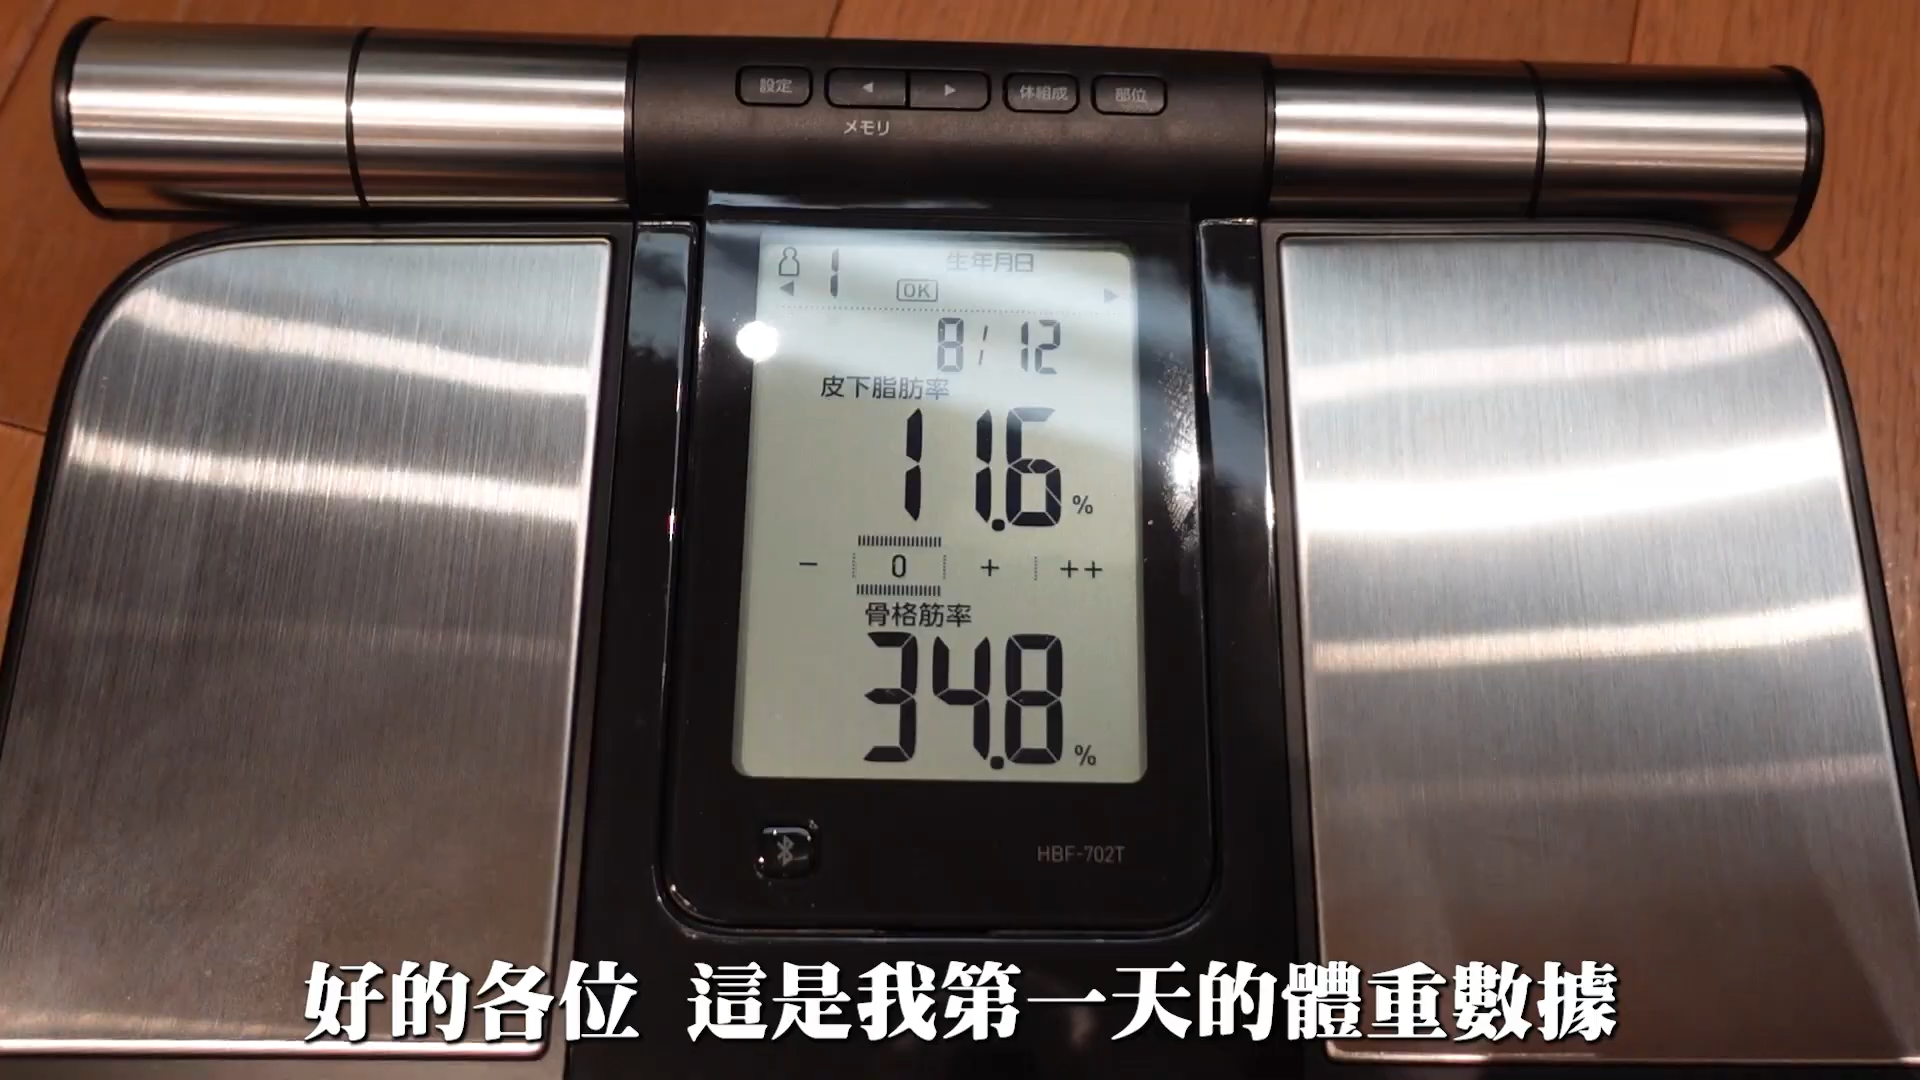 設定 ◀ ▶ 体組成 部位
メモリ
1 生年月日
◀ OK ▶
8/12
皮下脂肪率
11.6%
- 0 + ++
骨格筋率
34.8%
HBF-702T
好的各位 這是我第一天的體重數據